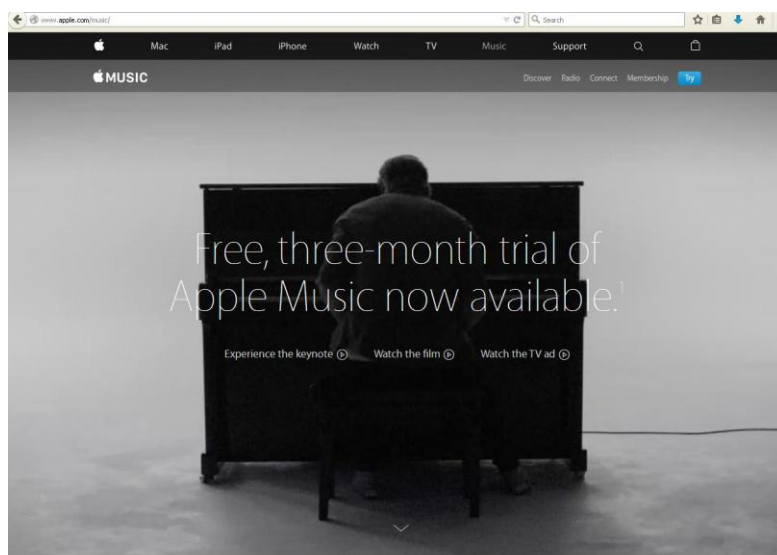 www.apple.com/music/
Search
Mac iPad iPhone Watch TV Music Support
MUSIC
Discover Radio Connect Membership Try
Free, three-month trial of
Apple Music now available.1
Experience the keynote Watch the film Watch the TV ad